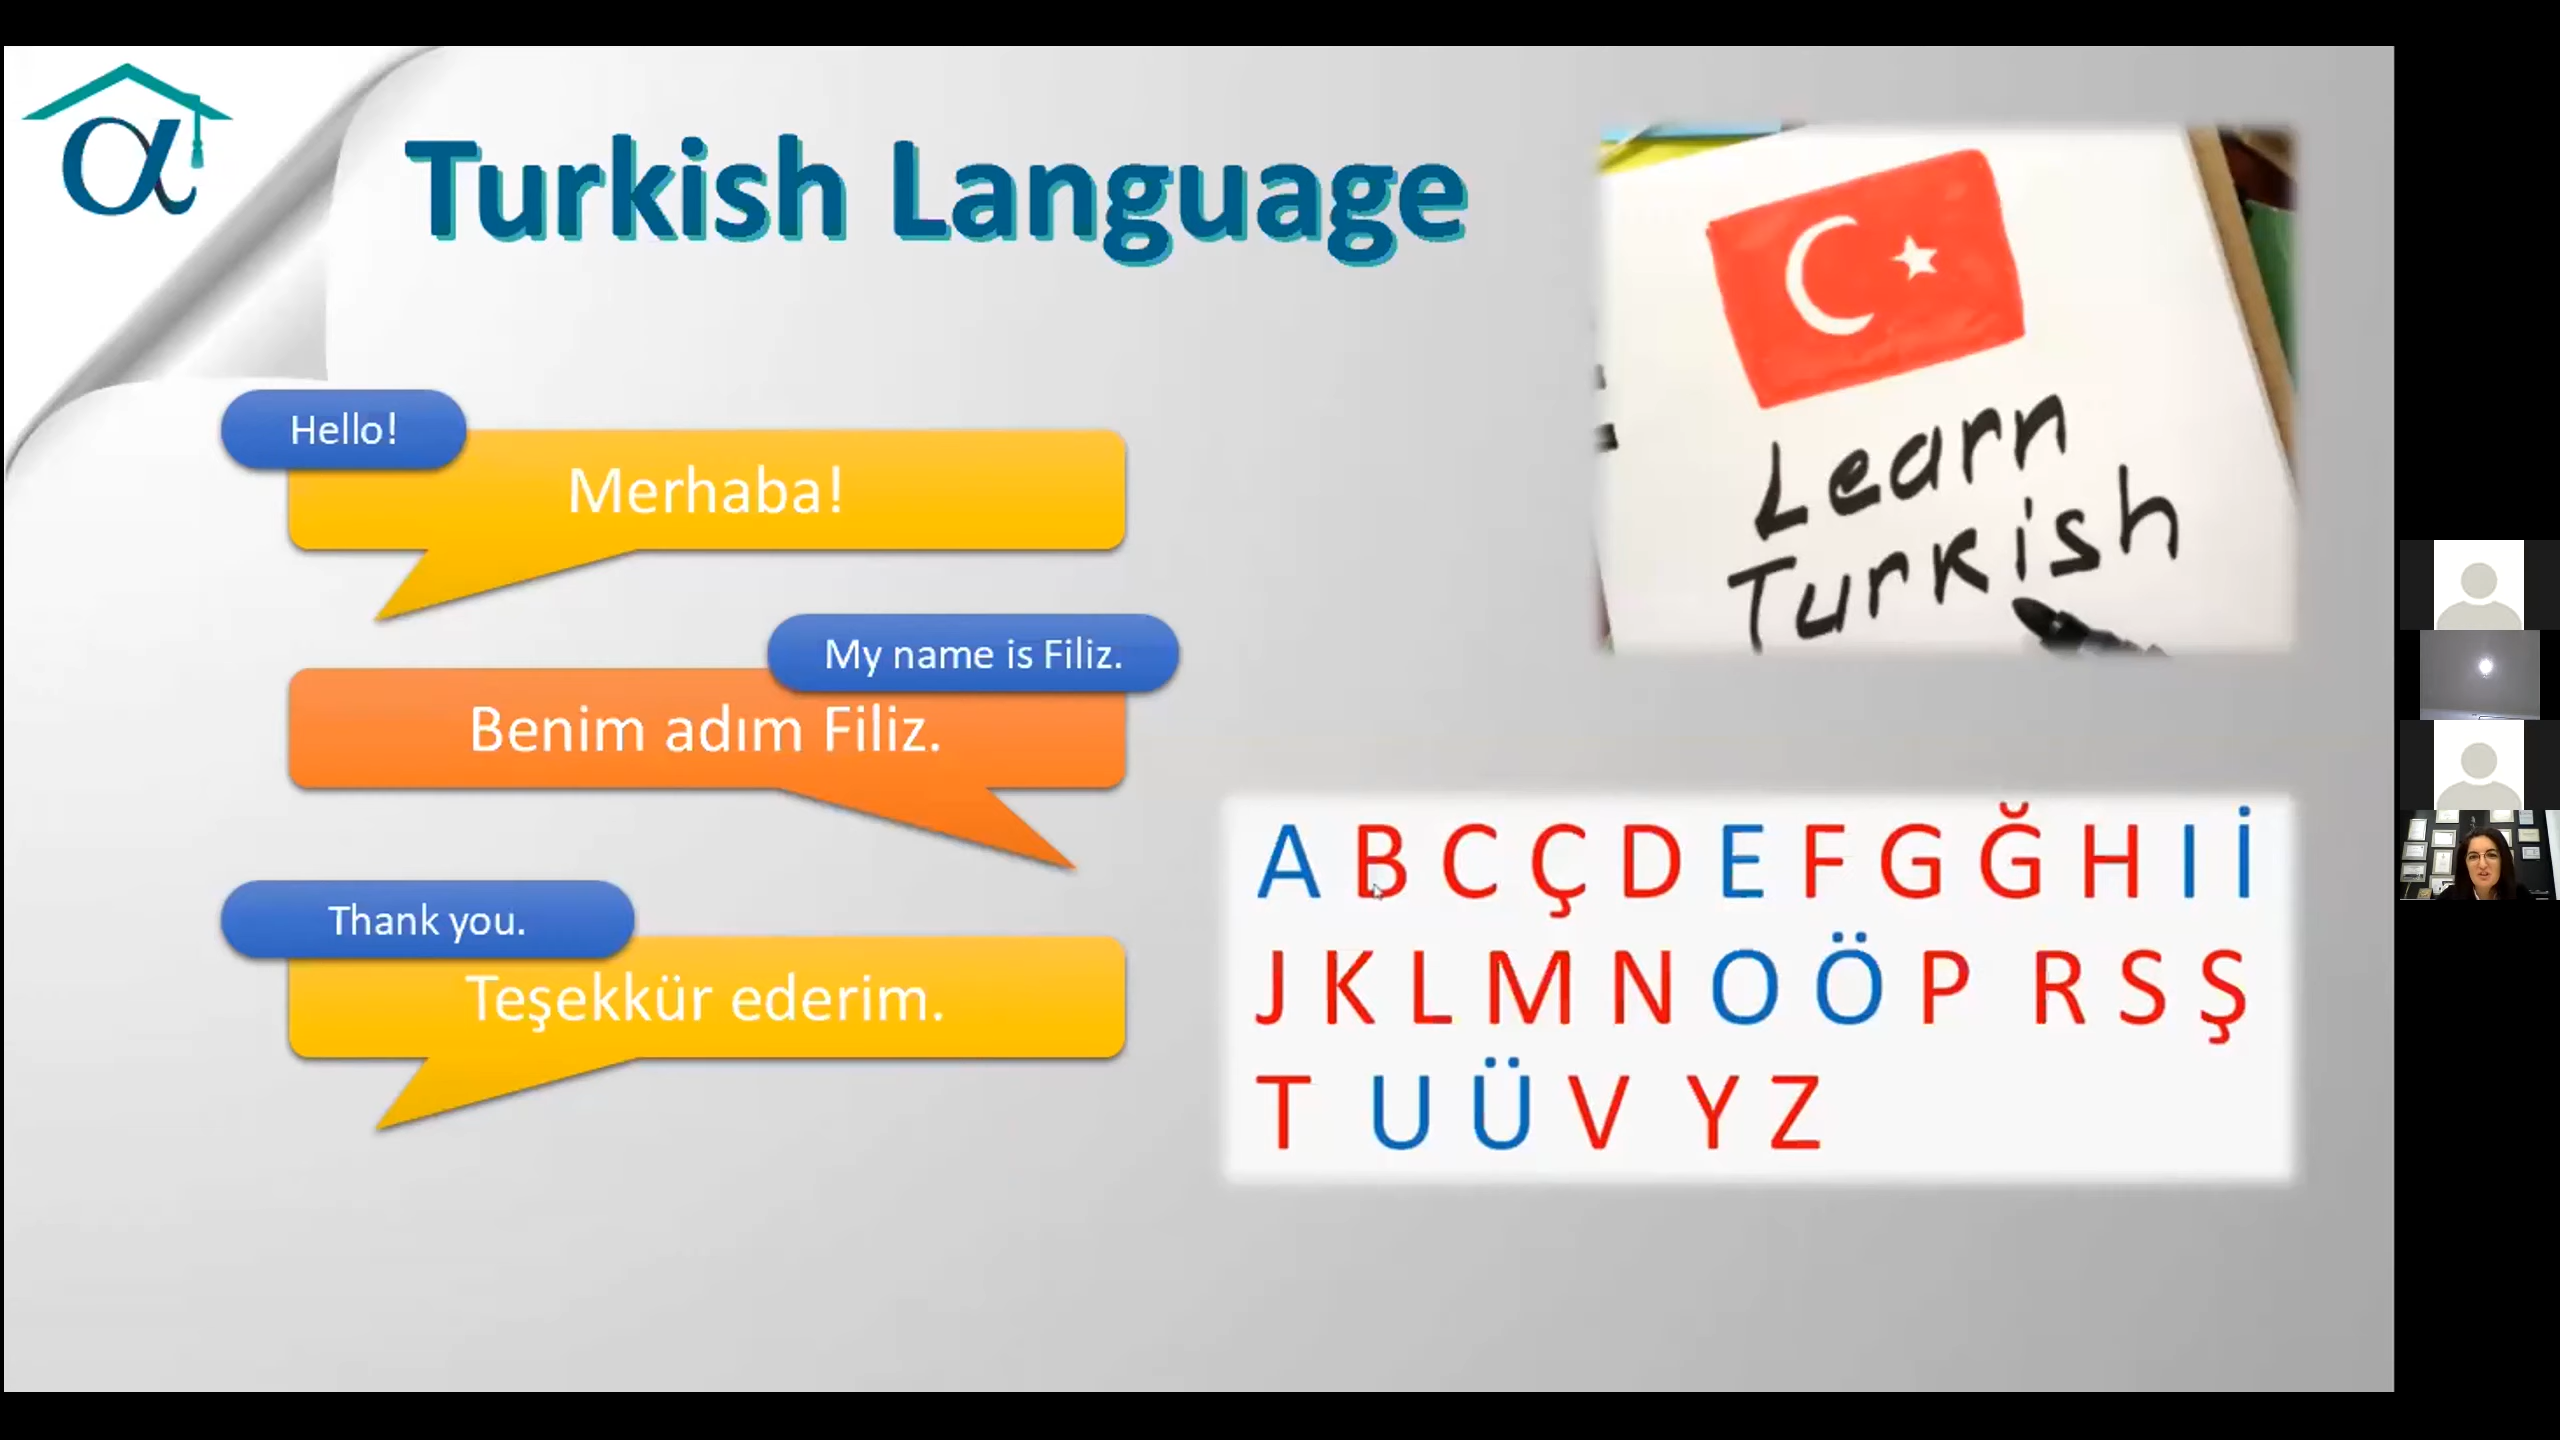 α
Turkish Language
Hello!
Merhaba!
My name is Filiz.
Benim adım Filiz.
Thank you.
Teşekkür ederim.
Learn
Turkish
A B C Ç D E F G Ğ H I İ
J K L M N O Ö P R S Ş
T U Ü V Y Z